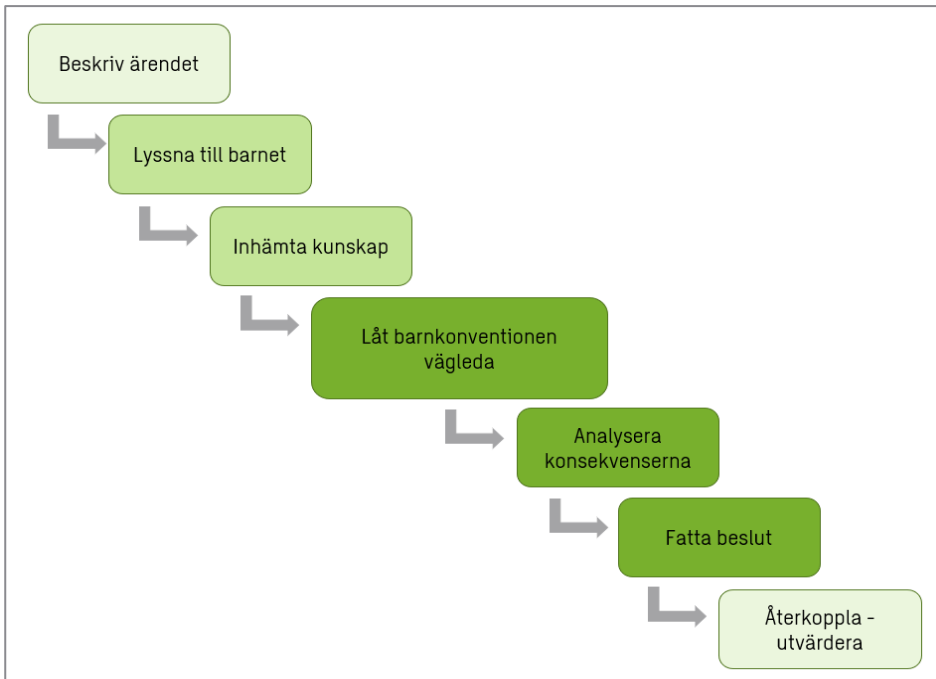 Beskriv ärendet
Lyssna till barnet
Inhämta kunskap
Låt barnkonventionen
vägleda
Analysera
konsekvenserna
Fatta beslut
Återkoppla -
utvärdera